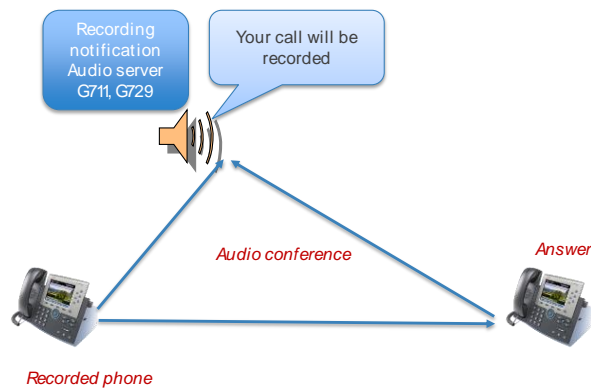 Recording
notification
Audio server
G711, G729
Your call will be
recorded
Audio conference
Answer
Recorded phone